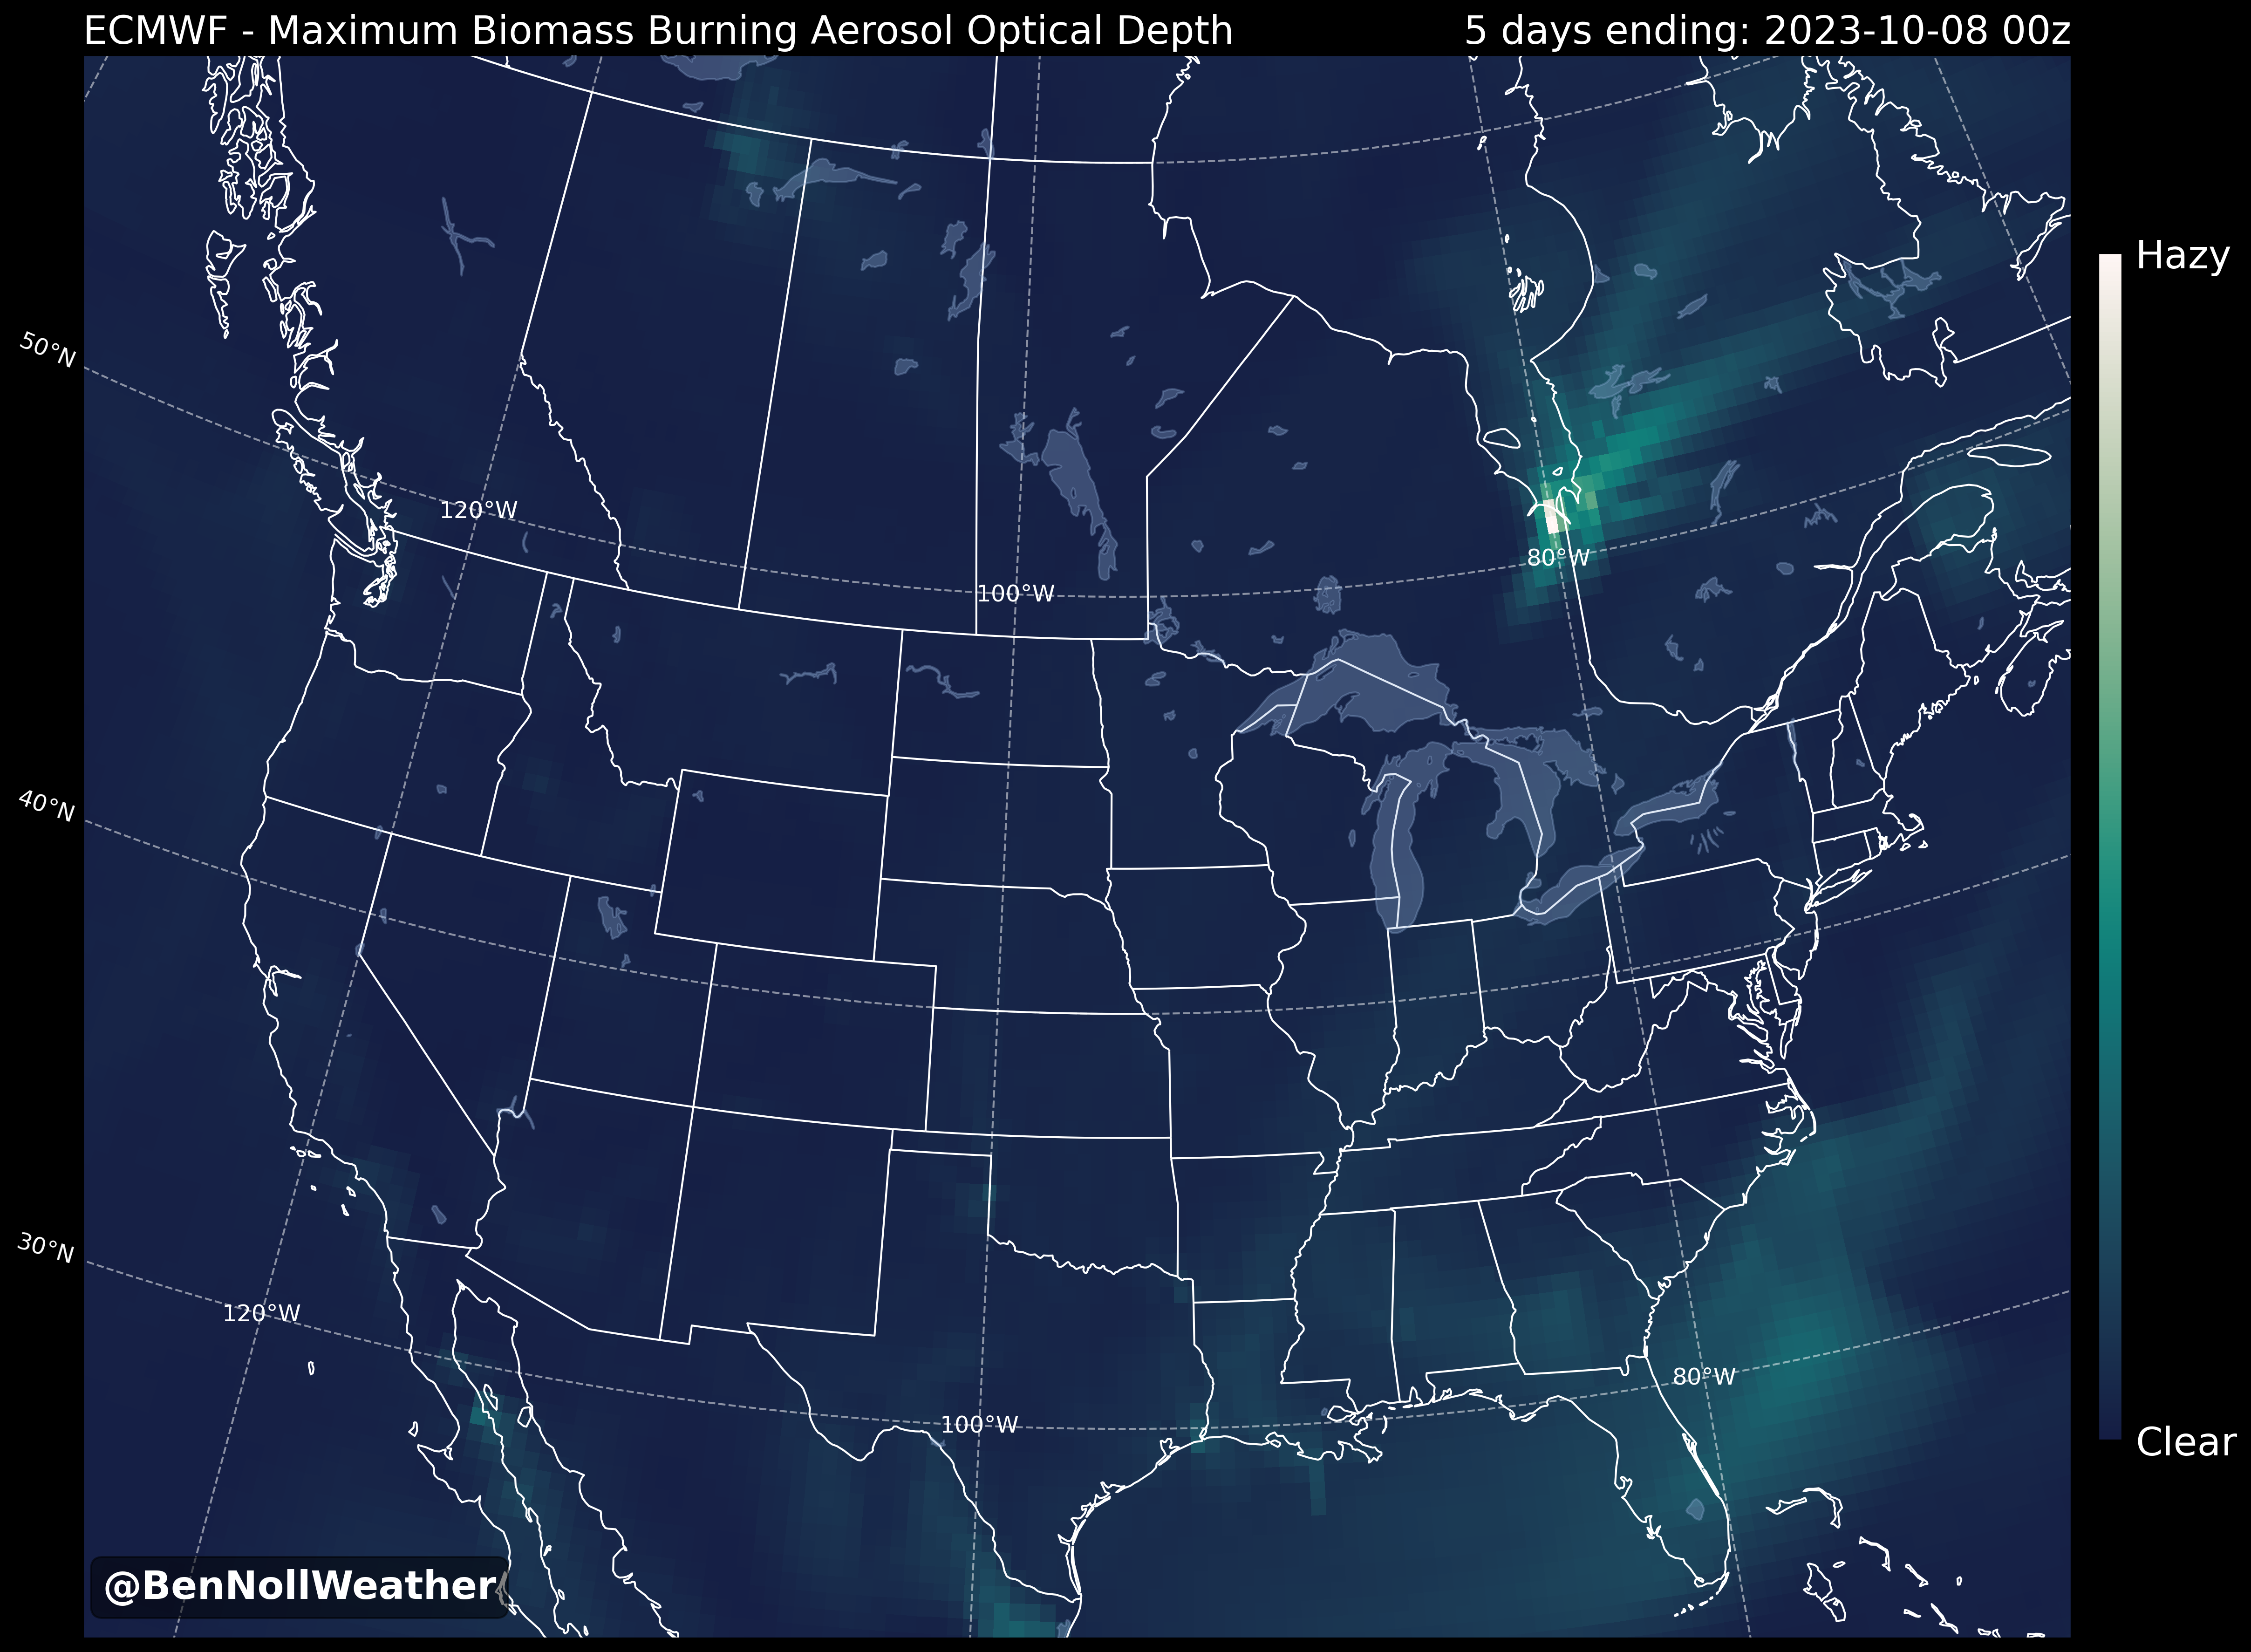 ECMWF - Maximum Biomass Burning Aerosol Optical Depth
5 days ending: 2023-10-08 00z
Hazy
50°N
120°W
80°W
100°W
40°N
30°N
120°W
80°W
100°W
Clear
@BenNollWeather